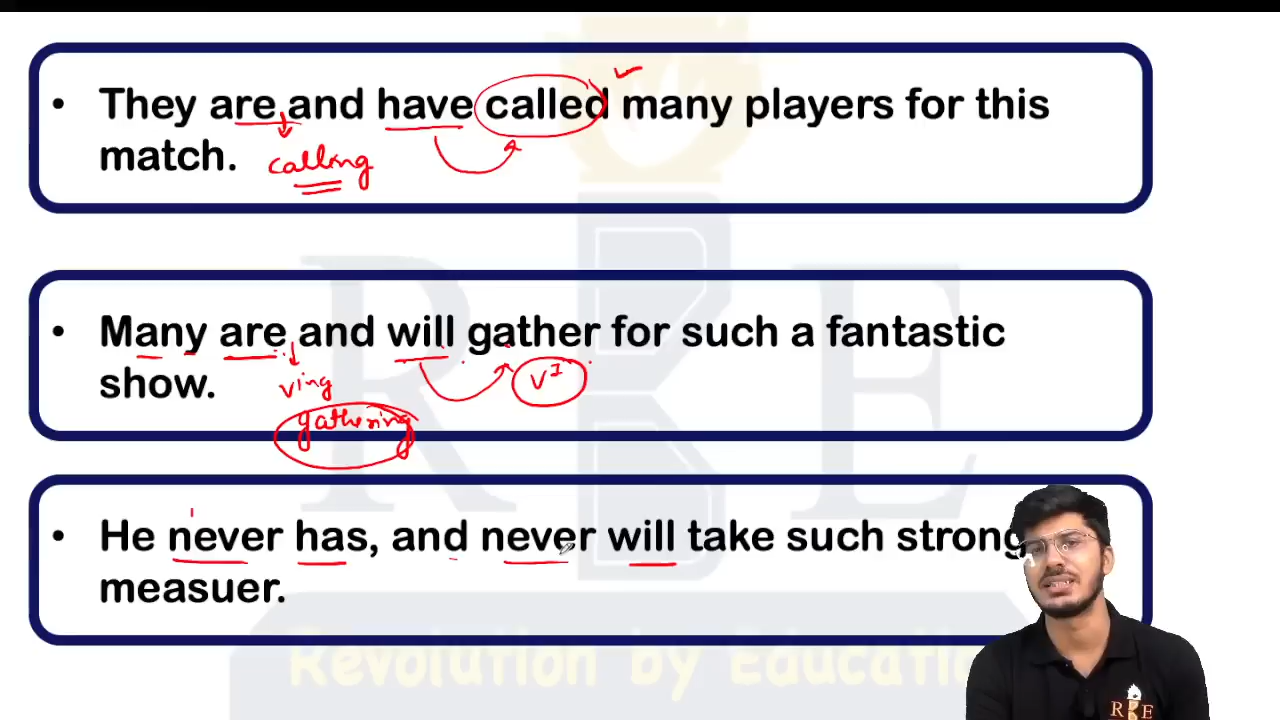 • They are and have called many players for this
match.
calling
• Many are and will gather for such a fantastic
show.
ving
V1
gathering
• He never has, and never will take such strong
measuer.
R K E
Revolution by Education
R K E